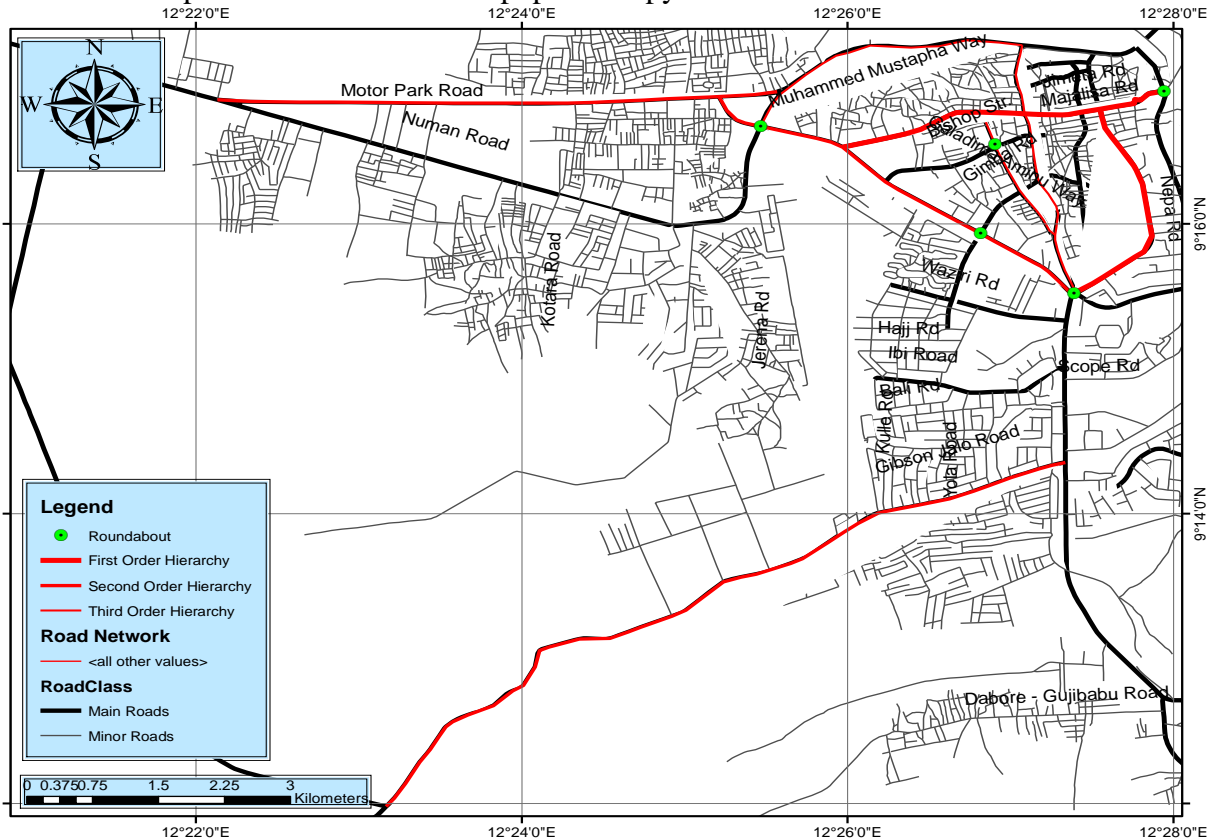 12°22'0"E
12°24'0"E
12°26'0"E
12°28'0"E
N
W
E
S
Motor Park Road
Numan Road
Muhammed Mustapha Way
Jimeta Rd
Majalisa Rd
Bishop Str.
Nepa Rd
9°16'0"N
Kotara Road
Jerena Rd
Waziri Rd
Hajj Rd
Ibi Road
Scope Rd
Bali Rd
Kulle Rd
Gibson Jalo Road
Yola Road
9°14'0"N
Dabore - Gujibabu Road
Legend
Roundabout
First Order Hierarchy
Second Order Hierarchy
Third Order Hierarchy
Road Network
<all other values>
RoadClass
Main Roads
Minor Roads
0 0.375 0.75 1.5 2.25 3
Kilometers
12°22'0"E
12°24'0"E
12°26'0"E
12°28'0"E